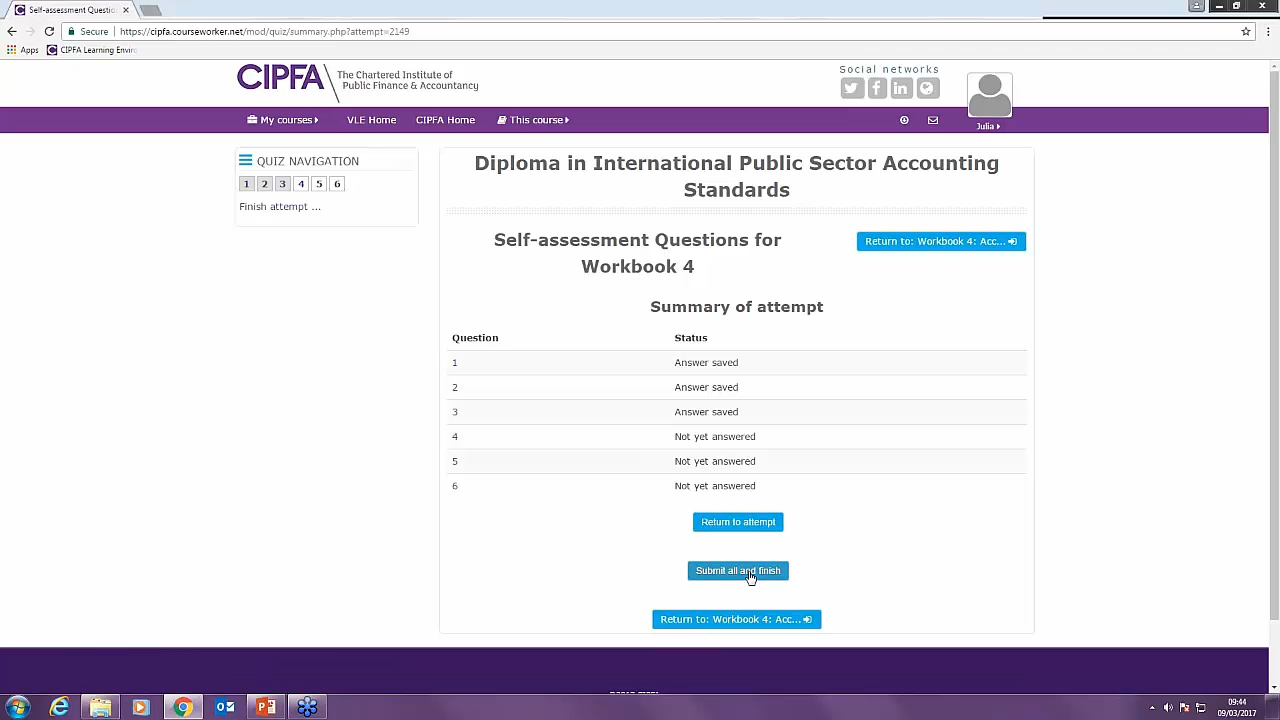 Self-assessment Questio
Secure
https://cipfa.courseworker.net/mod/quiz/summary.php?attempt=2149
Apps
CIPFA Learning Enviro
CIPFA
The Chartered Institute of
Public Finance & Accountancy
Social networks
My courses
VLE Home
CIPFA Home
This course
Julia
QUIZ NAVIGATION
1 2 3 4 5 6
Finish attempt ...
Diploma in International Public Sector Accounting
Standards
Self-assessment Questions for
Workbook 4
Return to: Workbook 4: Acc...
Summary of attempt
Question Status
1 Answer saved
2 Answer saved
3 Answer saved
4 Not yet answered
5 Not yet answered
6 Not yet answered
Return to attempt
Submit all and finish
Return to: Workbook 4: Acc...
09:44
09/03/2017